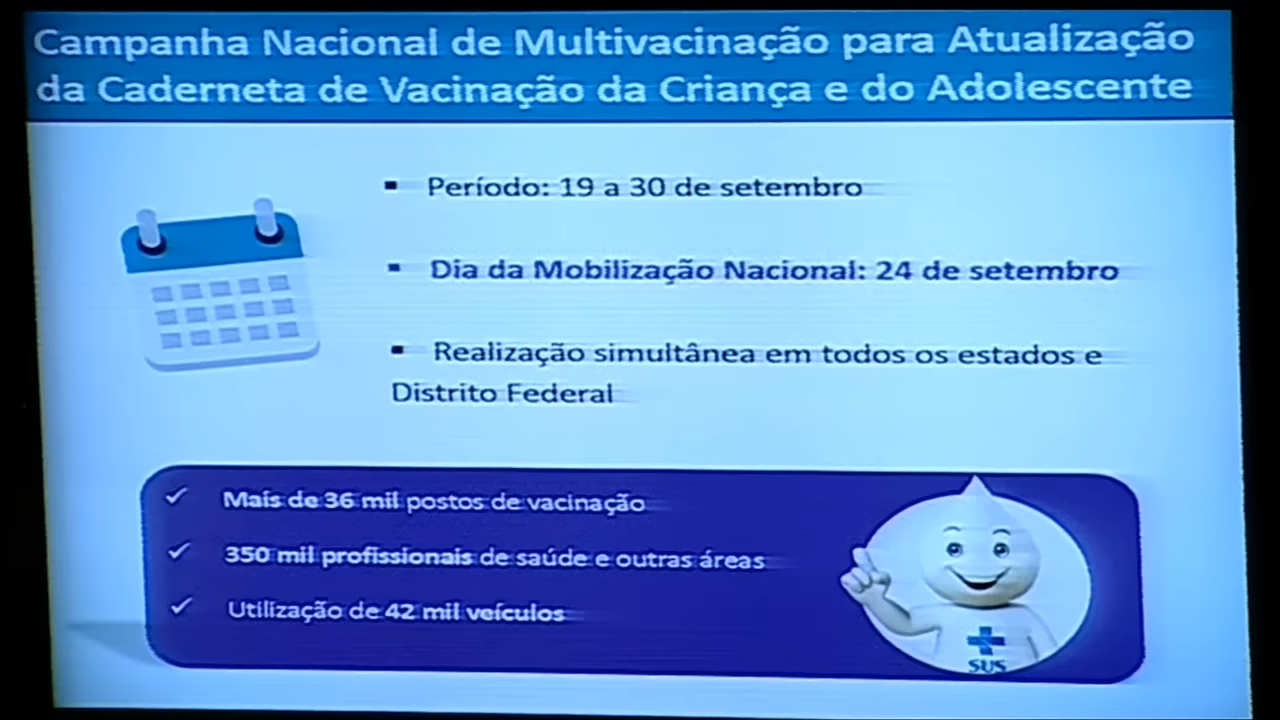 Campanha Nacional de Multivacinação para Atualização
da Caderneta de Vacinação da Criança e do Adolescente
▪ Período: 19 a 30 de setembro
▪ Dia da Mobilização Nacional: 24 de setembro
▪ Realização simultânea em todos os estados e
Distrito Federal
✓ Mais de 36 mil postos de vacinação
✓ 350 mil profissionais de saúde e outras áreas
✓ Utilização de 42 mil veículos
SUS